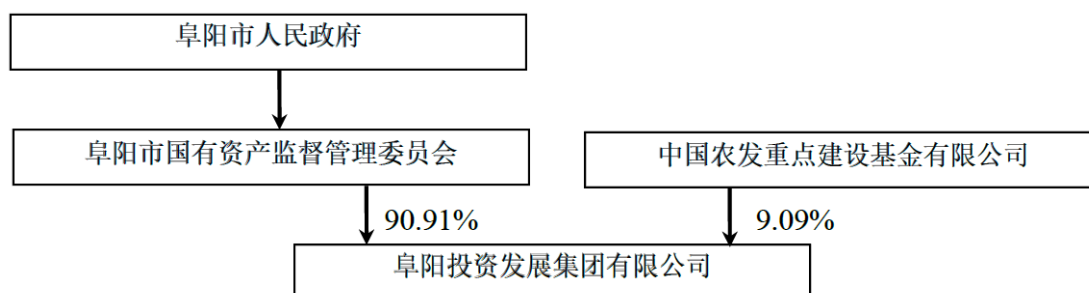 阜阳市人民政府
阜阳市国有资产监督管理委员会
中国农发重点建设基金有限公司
90.91%
9.09%
阜阳投资发展集团有限公司